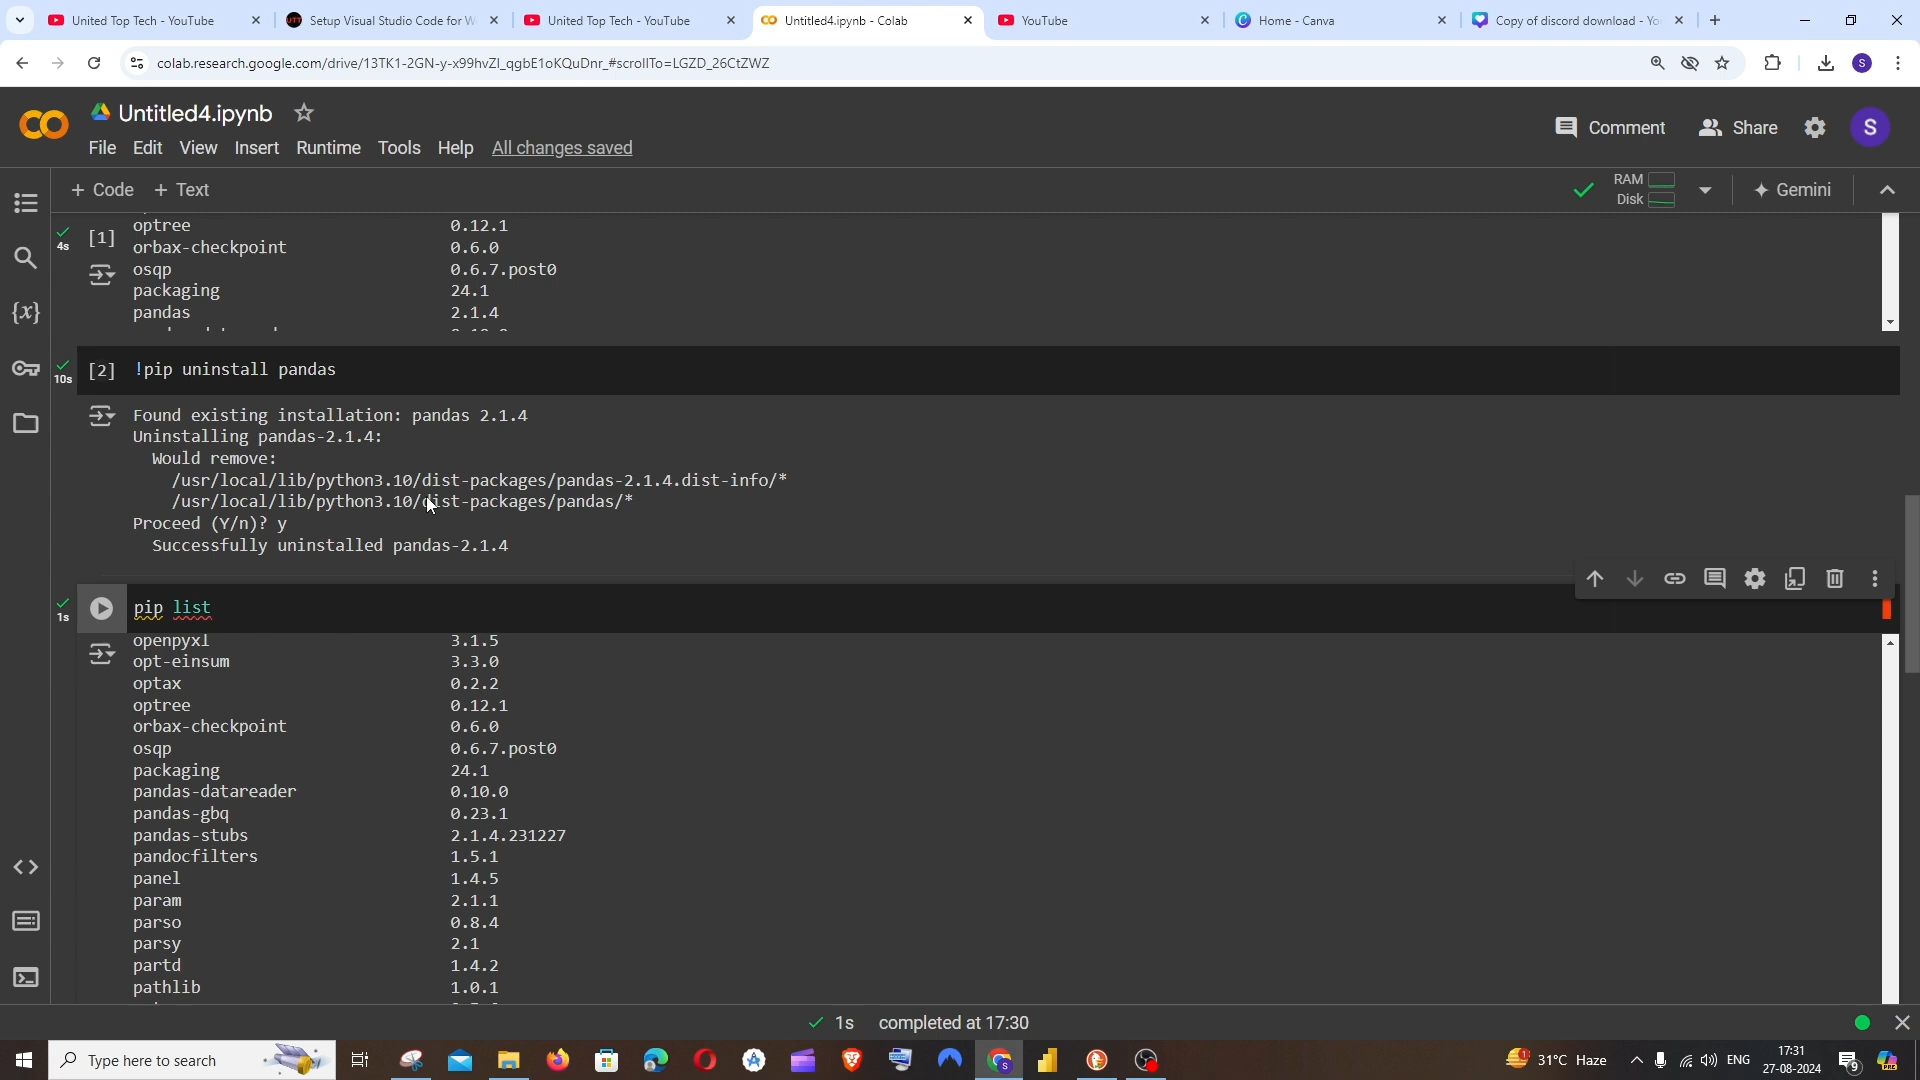 United Top Tech - YouTube
Setup Visual Studio Code for W
United Top Tech - YouTube
Untitled4.ipynb - Colab
YouTube
Home - Canva
Copy of discord download - Yo
colab.research.google.com/drive/13TK1-2GN-y-x99hvZI_qgbE1oKQuDnr_#scrollTo=LGZD_26CtZWZ
S
CO
Untitled4.ipynb
Comment
Share
S
File Edit View Insert Runtime Tools Help All changes saved
+ Code + Text
RAM
Disk
Gemini
4s
[1]
optree 0.12.1
orbax-checkpoint 0.6.0
osqp 0.6.7.post0
packaging 24.1
pandas 2.1.4
10s
[2] !pip uninstall pandas
Found existing installation: pandas 2.1.4
Uninstalling pandas-2.1.4:
Would remove:
/usr/local/lib/python3.10/dist-packages/pandas-2.1.4.dist-info/*
/usr/local/lib/python3.10/dist-packages/pandas/*
Proceed (Y/n)? y
Successfully uninstalled pandas-2.1.4
1s
pip list
openpyxl 3.1.5
opt-einsum 3.3.0
optax 0.2.2
optree 0.12.1
orbax-checkpoint 0.6.0
osqp 0.6.7.post0
packaging 24.1
pandas-datareader 0.10.0
pandas-gbq 0.23.1
pandas-stubs 2.1.4.231227
pandocfilters 1.5.1
panel 1.4.5
param 2.1.1
parso 0.8.4
parsy 2.1
partd 1.4.2
pathlib 1.0.1
1s completed at 17:30
Type here to search
31°C Haze
ENG
17:31
27-08-2024
9